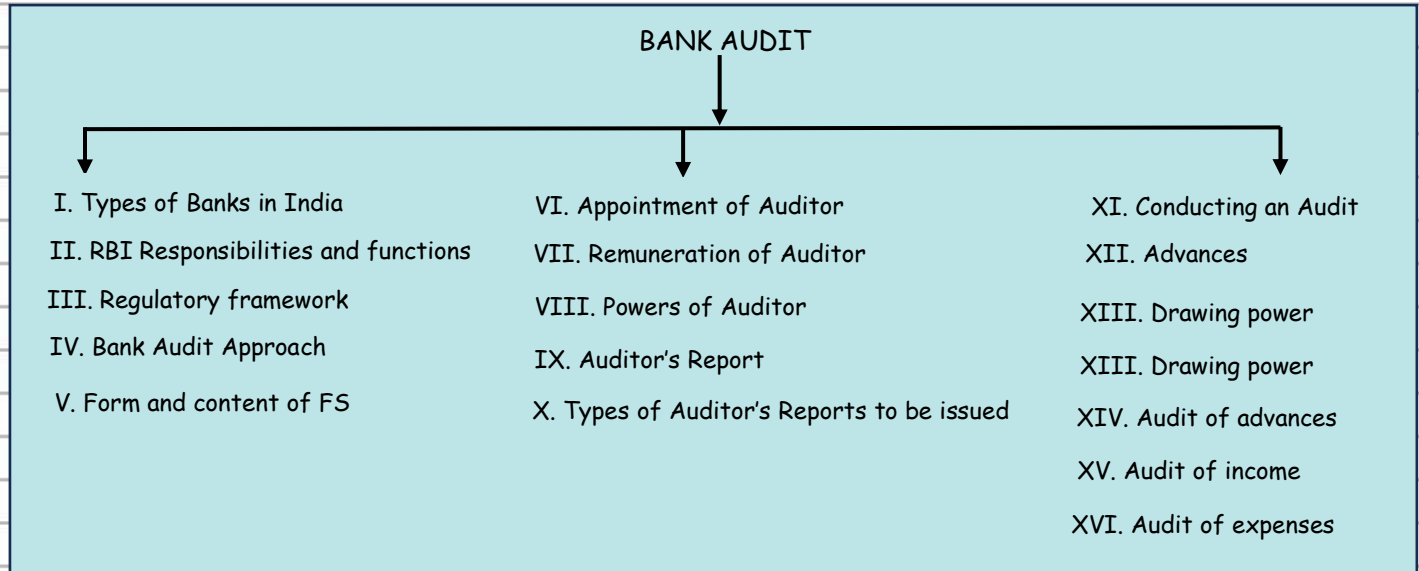 BANK AUDIT
I. Types of Banks in India
II. RBI Responsibilities and functions
III. Regulatory framework
IV. Bank Audit Approach
V. Form and content of FS
VI. Appointment of Auditor
VII. Remuneration of Auditor
VIII. Powers of Auditor
IX. Auditor’s Report
X. Types of Auditor’s Reports to be issued
XI. Conducting an Audit
XII. Advances
XIII. Drawing power
XIII. Drawing power
XIV. Audit of advances
XV. Audit of income
XVI. Audit of expenses